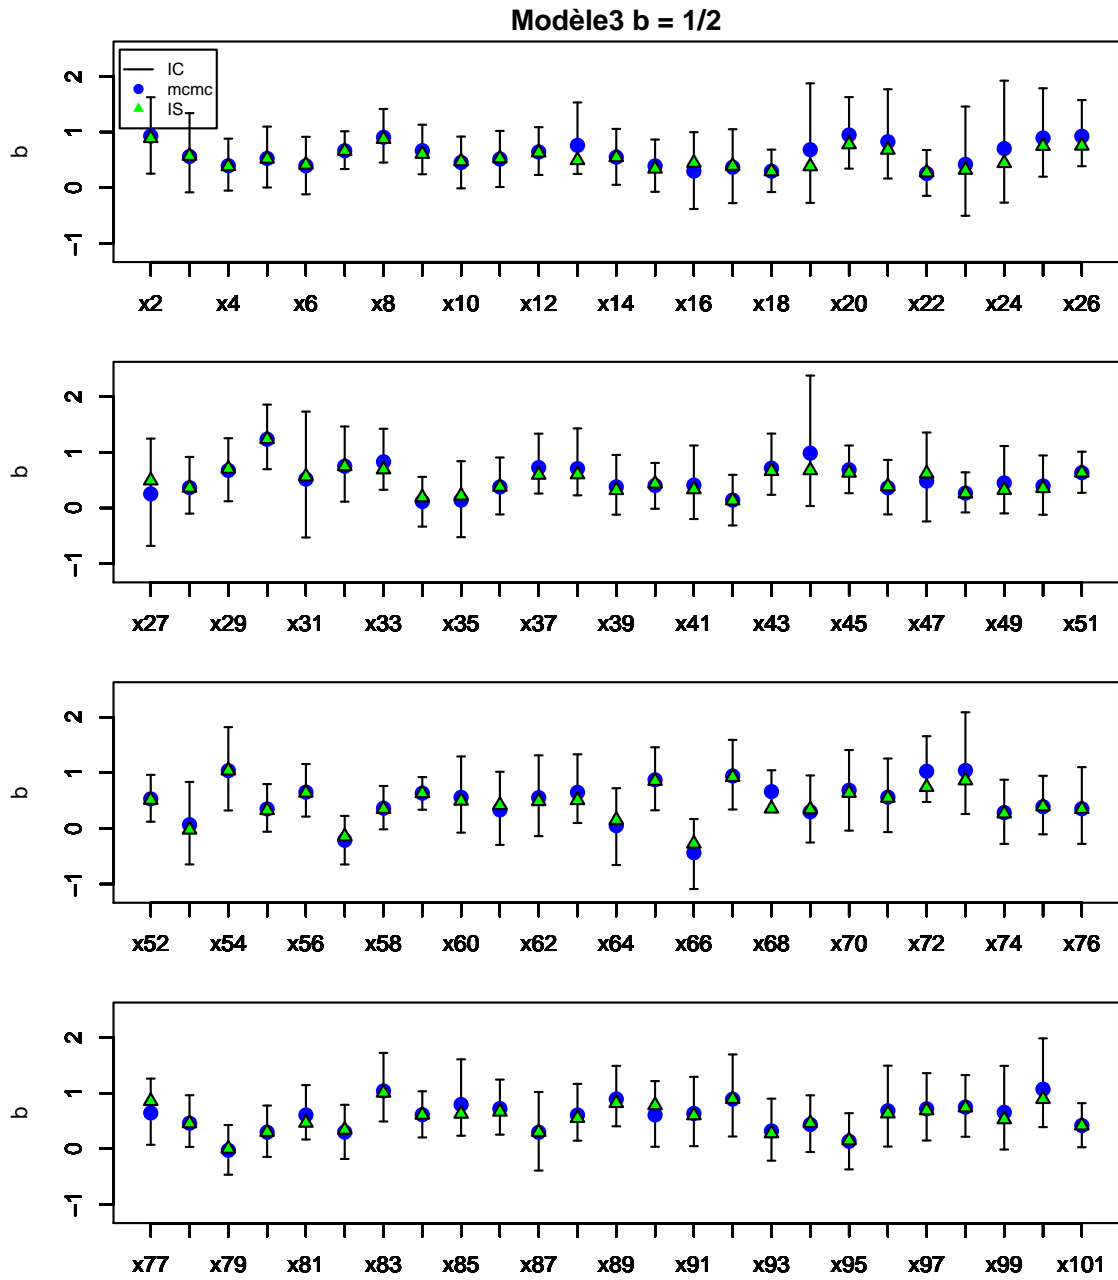 Modèle3 b = 1/2
IC
mcmc
IS
b
2
1
0
−1
x2 x4 x6 x8 x10 x12 x14 x16 x18 x20 x22 x24 x26
b
2
1
0
−1
x27 x29 x31 x33 x35 x37 x39 x41 x43 x45 x47 x49 x51
b
2
1
0
−1
x52 x54 x56 x58 x60 x62 x64 x66 x68 x70 x72 x74 x76
b
2
1
0
−1
x77 x79 x81 x83 x85 x87 x89 x91 x93 x95 x97 x99 x101